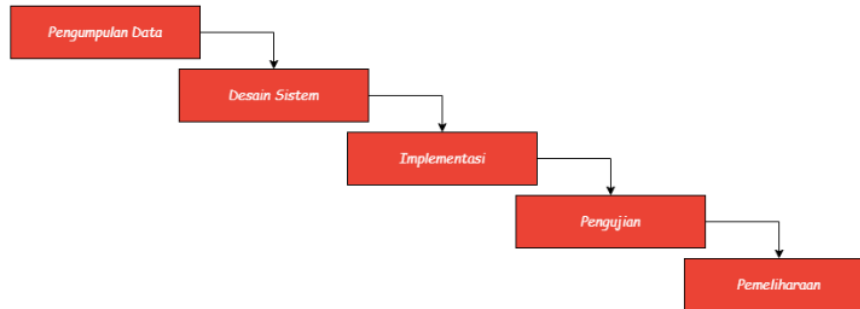 Pengumpulan Data
Desain Sistem
Implementasi
Pengujian
Pemeliharaan